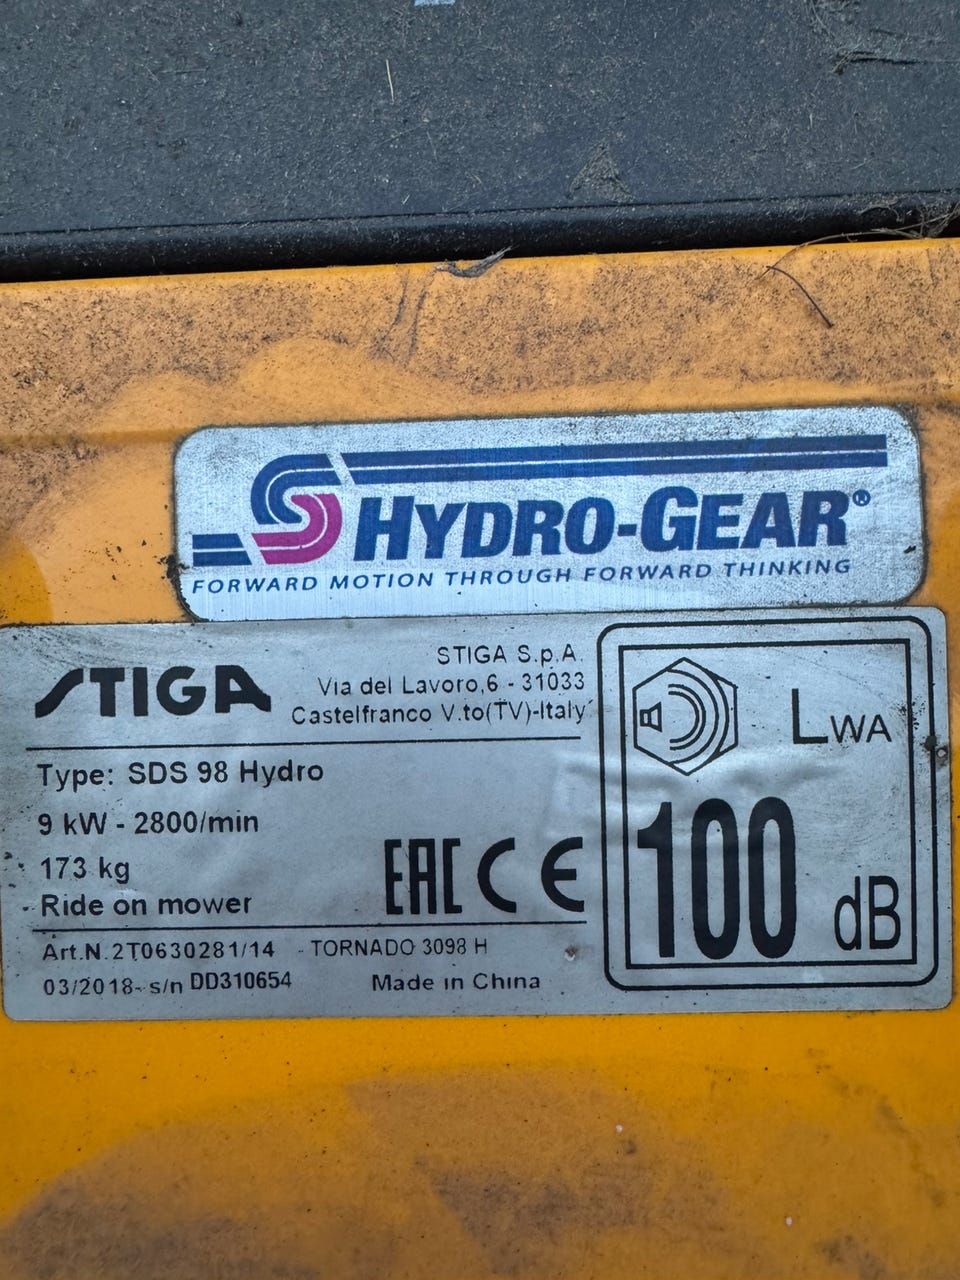 HYDRO-GEAR®
FORWARD MOTION THROUGH FORWARD THINKING
STIGA
STIGA S.p.A.
Via del Lavoro,6 - 31033
Castelfranco V.to(TV)-Italy
Type: SDS 98 Hydro
9 kW - 2800/min
173 kg
Ride on mower
EAC CE
Art.N.2T0630281/14 - TORNADO 3098 H
03/2018- s/n DD310654 Made in China
LWA
100 dB